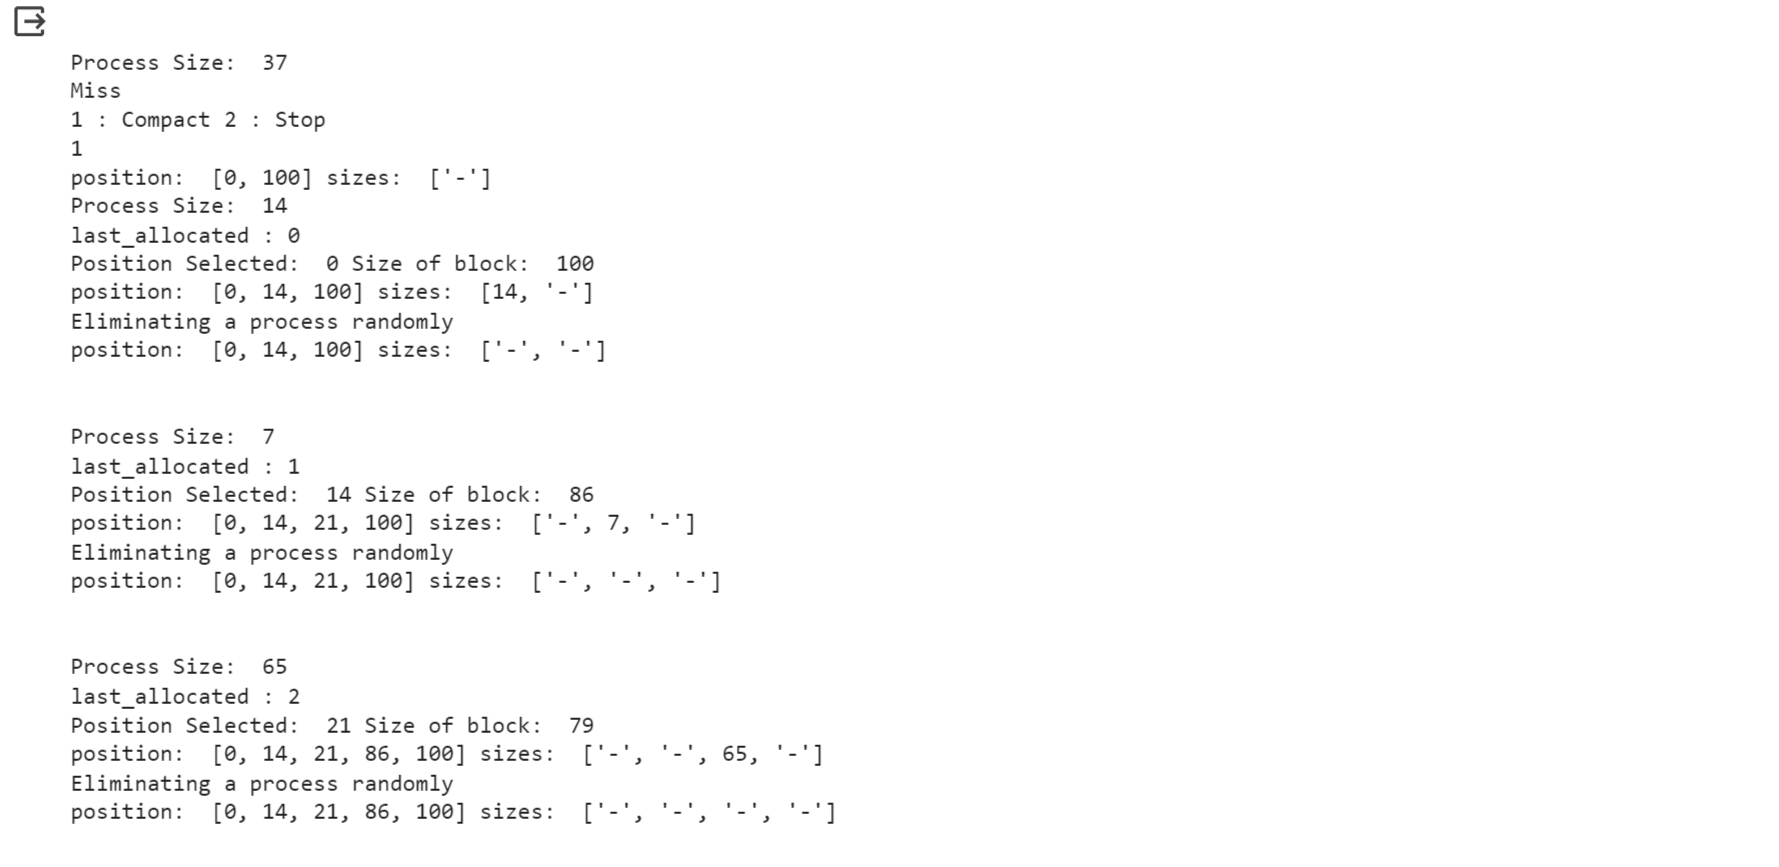 Process Size:  37
Miss
1 : Compact 2 : Stop
1
position:  [0, 100] sizes:  ['-']
Process Size:  14
last_allocated : 0
Position Selected:  0 Size of block:  100
position:  [0, 14, 100] sizes:  [14, '-']
Eliminating a process randomly
position:  [0, 14, 100] sizes:  ['-', '-']
Process Size:  7
last_allocated : 1
Position Selected:  14 Size of block:  86
position:  [0, 14, 21, 100] sizes:  ['-', 7, '-']
Eliminating a process randomly
position:  [0, 14, 21, 100] sizes:  ['-', '-', '-']
Process Size:  65
last_allocated : 2
Position Selected:  21 Size of block:  79
position:  [0, 14, 21, 86, 100] sizes:  ['-', '-', 65, '-']
Eliminating a process randomly
position:  [0, 14, 21, 86, 100] sizes:  ['-', '-', '-', '-']